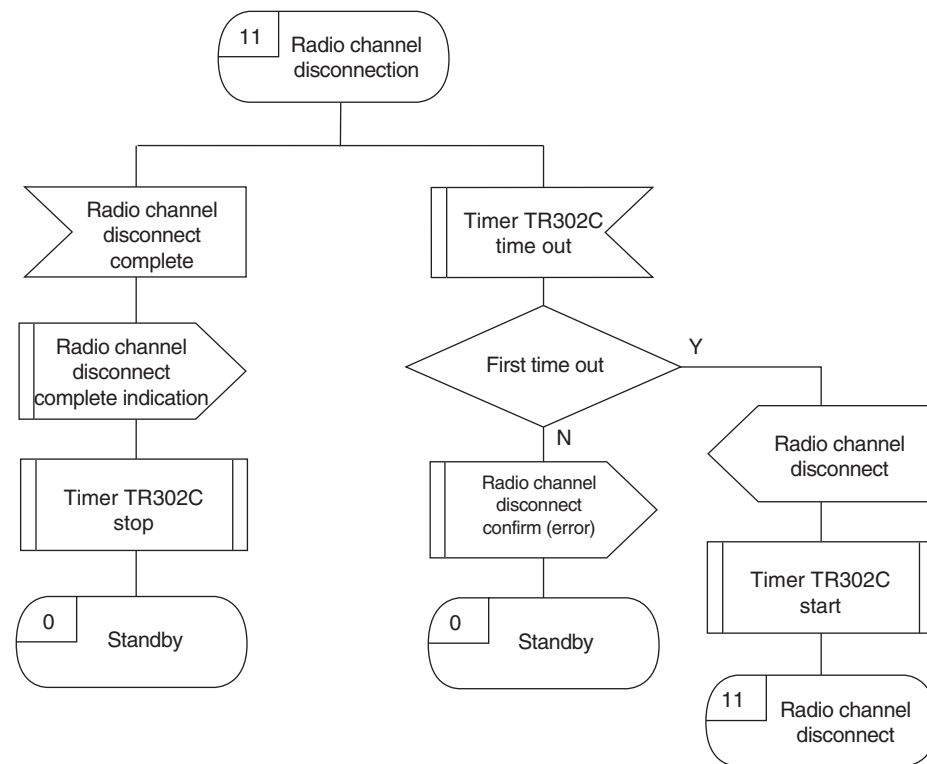 11
Radio channel
disconnection
Radio channel
disconnect
complete
Timer TR302C
time out
Radio channel
disconnect
complete indication
First time out
Y
N
Radio channel
disconnect
Timer TR302C
stop
Radio channel
disconnect
confirm (error)
Timer TR302C
start
0
Standby
0
Standby
11
Radio channel
disconnect